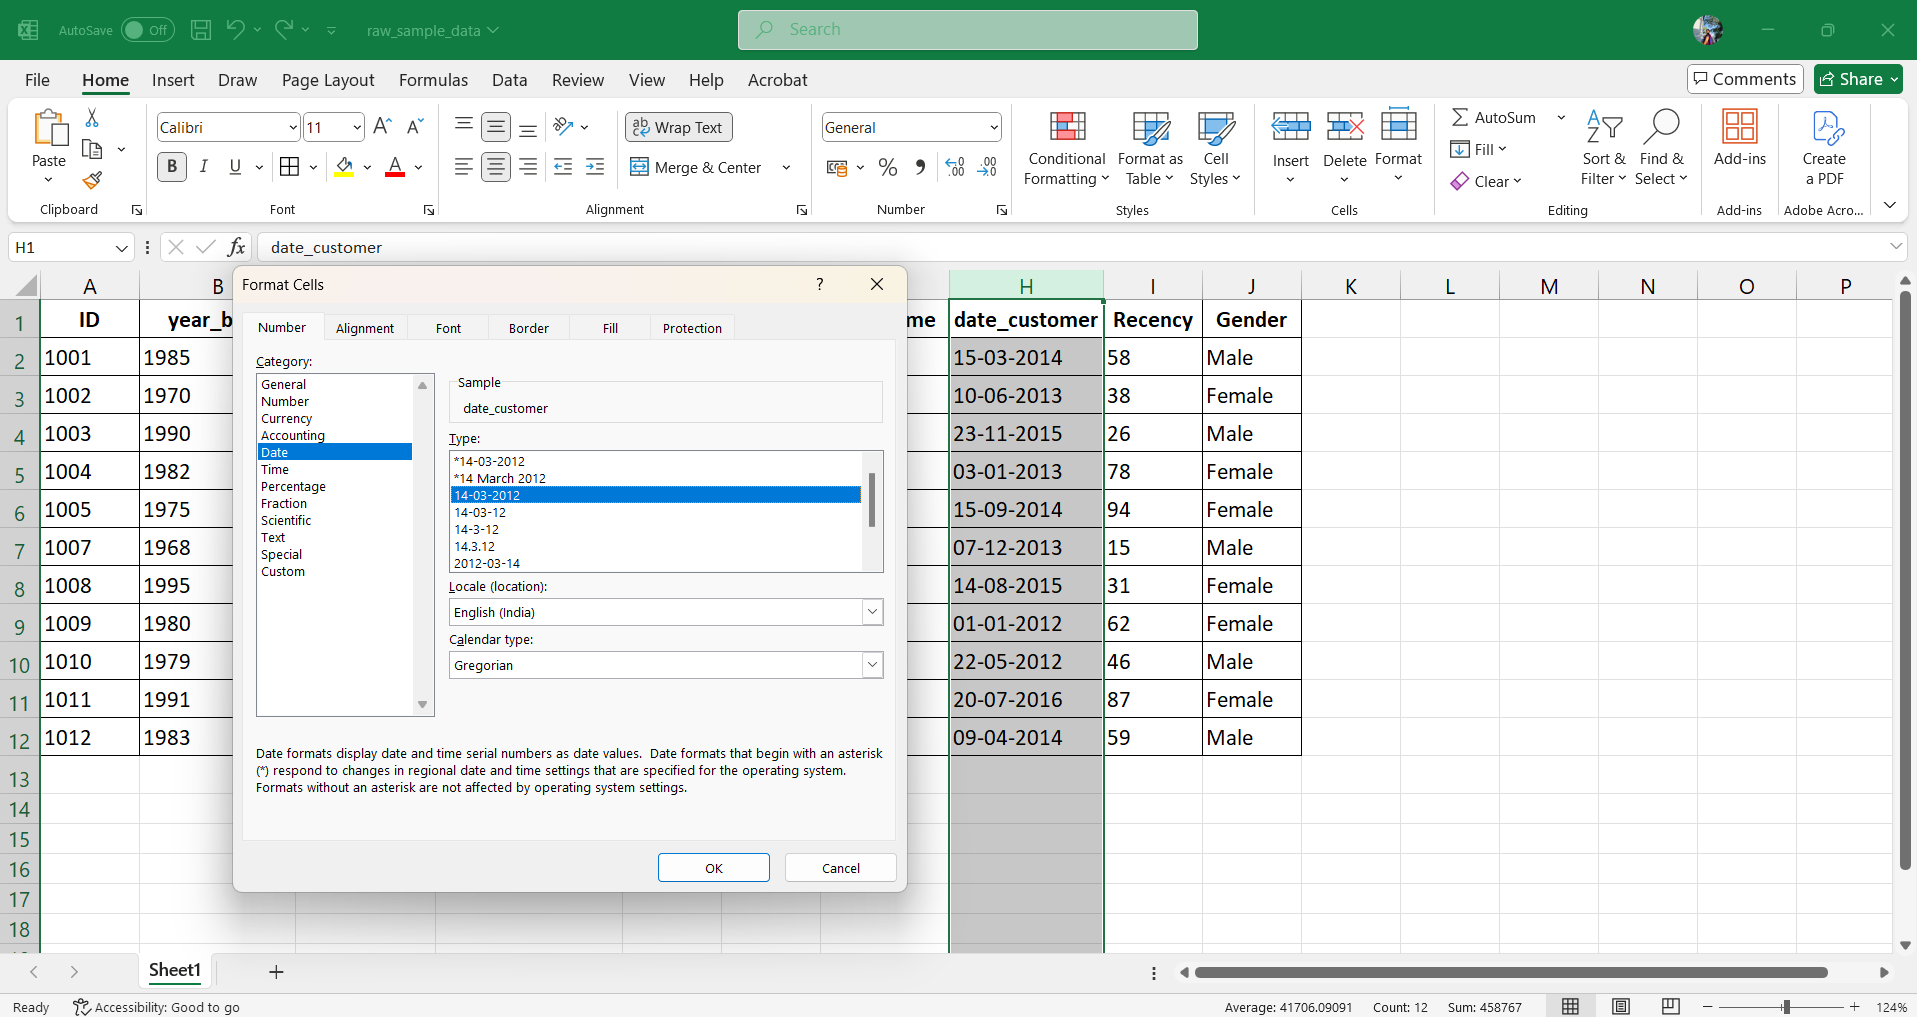 AutoSave Off raw_sample_data Search
File Home Insert Draw Page Layout Formulas Data Review View Help Acrobat Comments Share
Paste Calibri 11 Wrap Text General Conditional Formatting Format as Table Cell Styles Insert Delete Format AutoSum Sort & Filter Find & Select Add-ins Create a PDF
B I U A Merge & Center % Fill Clear
Clipboard Font Alignment Number Styles Cells Editing Add-ins Adobe Acro...
H1 fx date_customer
A B H I J K L M N O P
1 ID year_b me date_customer Recency Gender
2 1001 1985 15-03-2014 58 Male
3 1002 1970 10-06-2013 38 Female
4 1003 1990 23-11-2015 26 Male
5 1004 1982 03-01-2013 78 Female
6 1005 1975 15-09-2014 94 Female
7 1007 1968 07-12-2013 15 Male
8 1008 1995 14-08-2015 31 Female
9 1009 1980 01-01-2012 62 Female
10 1010 1979 22-05-2012 46 Male
11 1011 1991 20-07-2016 87 Female
12 1012 1983 09-04-2014 59 Male
13
14
15
16
17
18
Format Cells ?
Number Alignment Font Border Fill Protection
Category:
General
Number
Currency
Accounting
Date
Time
Percentage
Fraction
Scientific
Text
Special
Custom
Sample
date_customer
Type:
*14-03-2012
*14 March 2012
14-03-2012
14-03-12
14-3-12
14.3.12
2012-03-14
Locale (location):
English (India)
Calendar type:
Gregorian
Date formats display date and time serial numbers as date values. Date formats that begin with an asterisk
(*) respond to changes in regional date and time settings that are specified for the operating system.
Formats without an asterisk are not affected by operating system settings.
OK Cancel
Sheet1
Ready Accessibility: Good to go Average: 41706.09091 Count: 12 Sum: 458767 124%